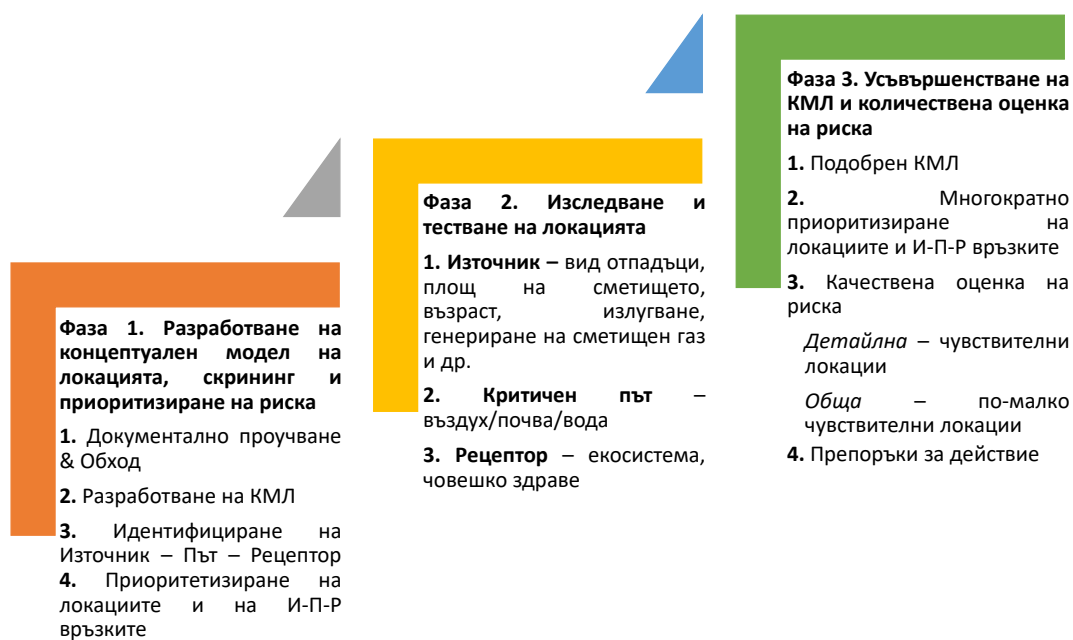 Фаза 1. Разработване на
концептуален модел на
локацията, скрининг и
приоритизиране на риска
1. Документално проучване
& Обход
2. Разработване на КМЛ
3. Идентифициране на
Източник – Път – Рецептор
4. Приоритетизиране на
локациите и на И-П-Р
връзките
Фаза 2. Изследване и
тестване на локацията
1. Източник – вид отпадъци,
площ на сметището,
възраст, излугване,
генериране на сметищен газ
и др.
2. Критичен път –
въздух/почва/вода
3. Рецептор – екосистема,
човешко здраве
Фаза 3. Усъвършенстване на
КМЛ и количествена оценка
на риска
1. Подобрен КМЛ
2. Многократно
приоритизиране на
локациите и И-П-Р връзките
3. Качествена оценка на
риска
Детайлна – чувствителни
локации
Обща – по-малко
чувствителни локации
4. Препоръки за действие